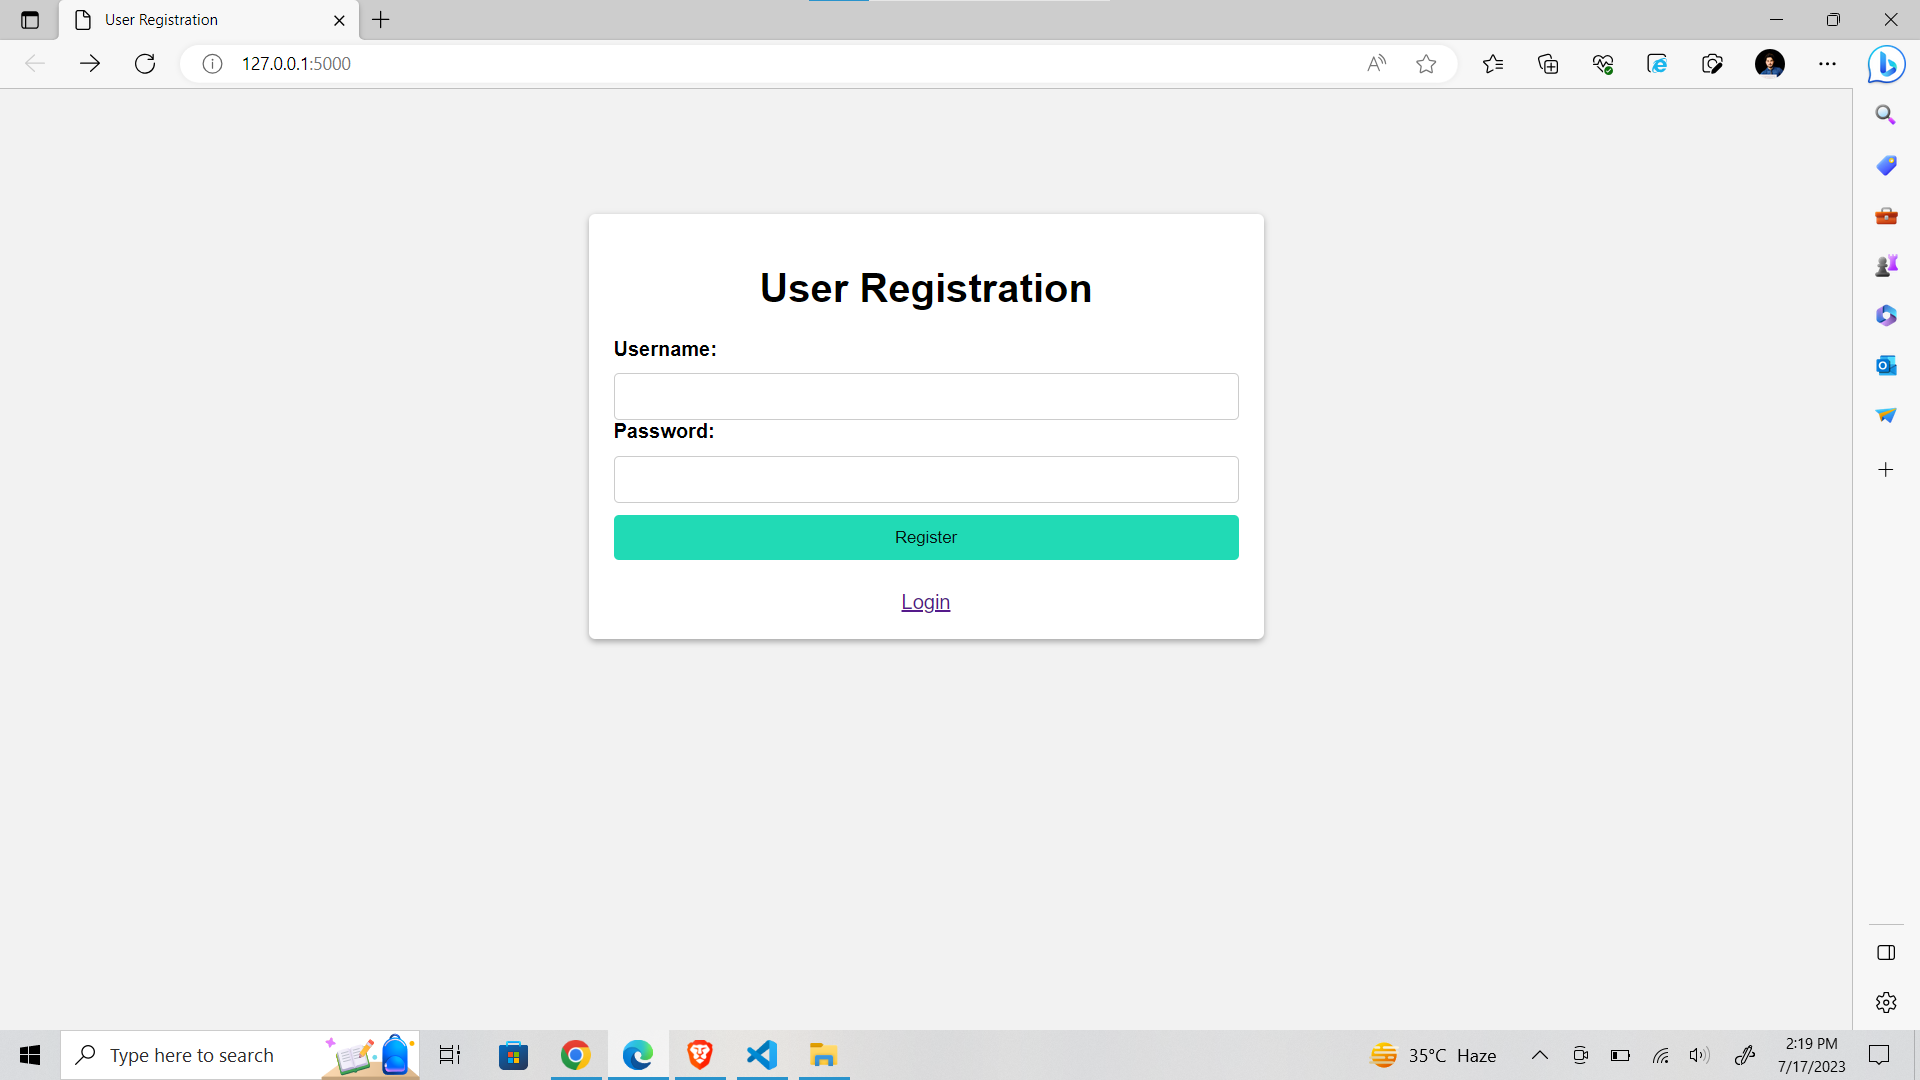 User Registration
127.0.0.1:5000
User Registration
Username:
Password:
Register
Login
Type here to search
35°C Haze
2:19 PM
7/17/2023